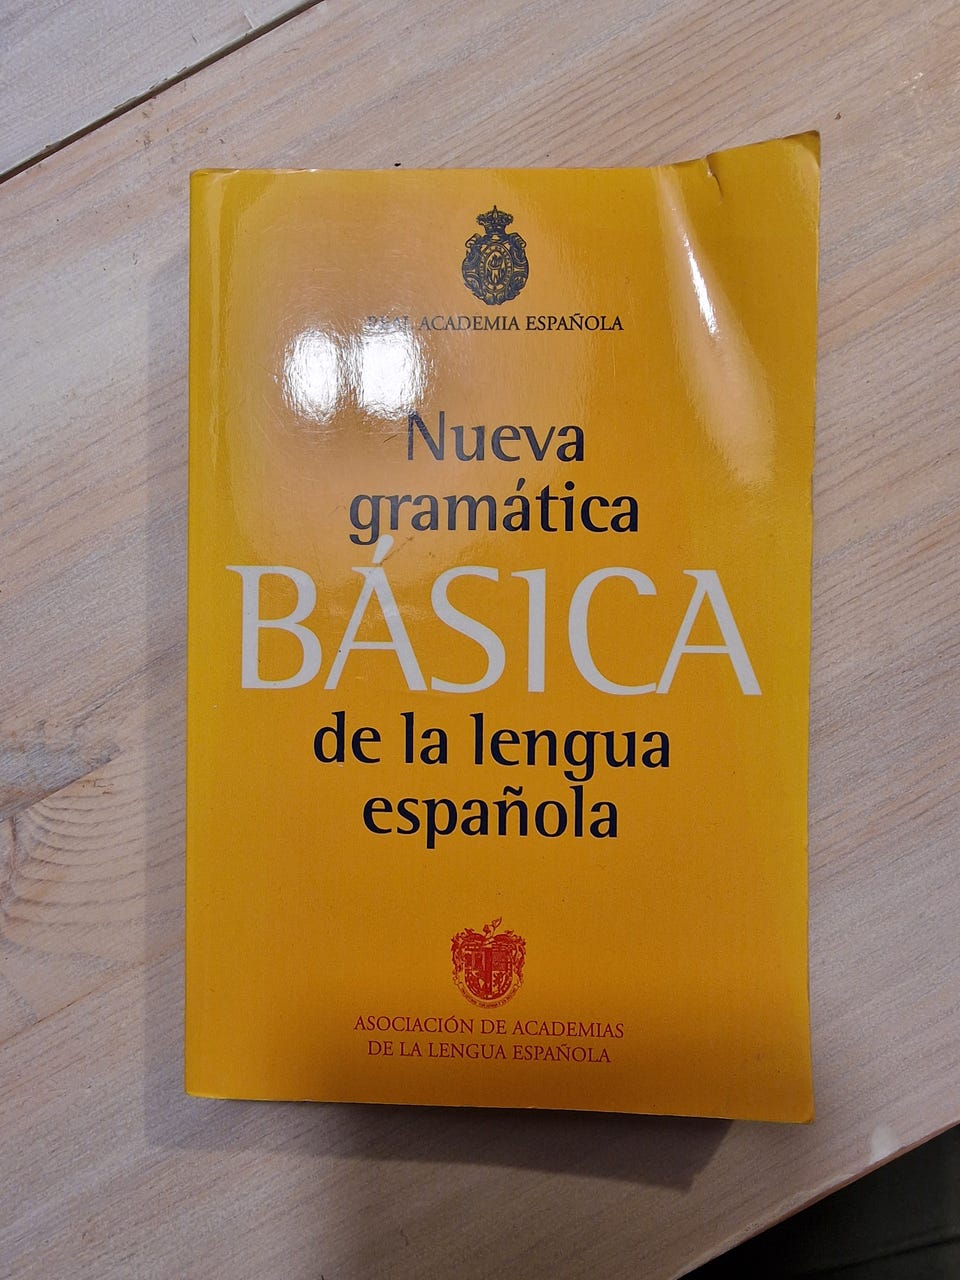 REAL ACADEMIA ESPAÑOLA
Nueva
gramática
BÁSICA
de la lengua
española
ASOCIACIÓN DE ACADEMIAS
DE LA LENGUA ESPAÑOLA